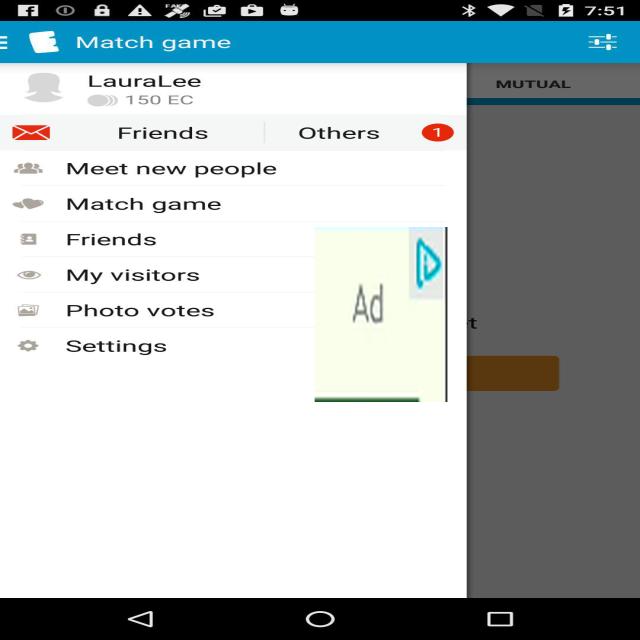 7:51
Match game
LauraLee
150 EC
MUTUAL
Friends
Others
1
Meet new people
Match game
Friends
My visitors
Photo votes
Settings
Ad